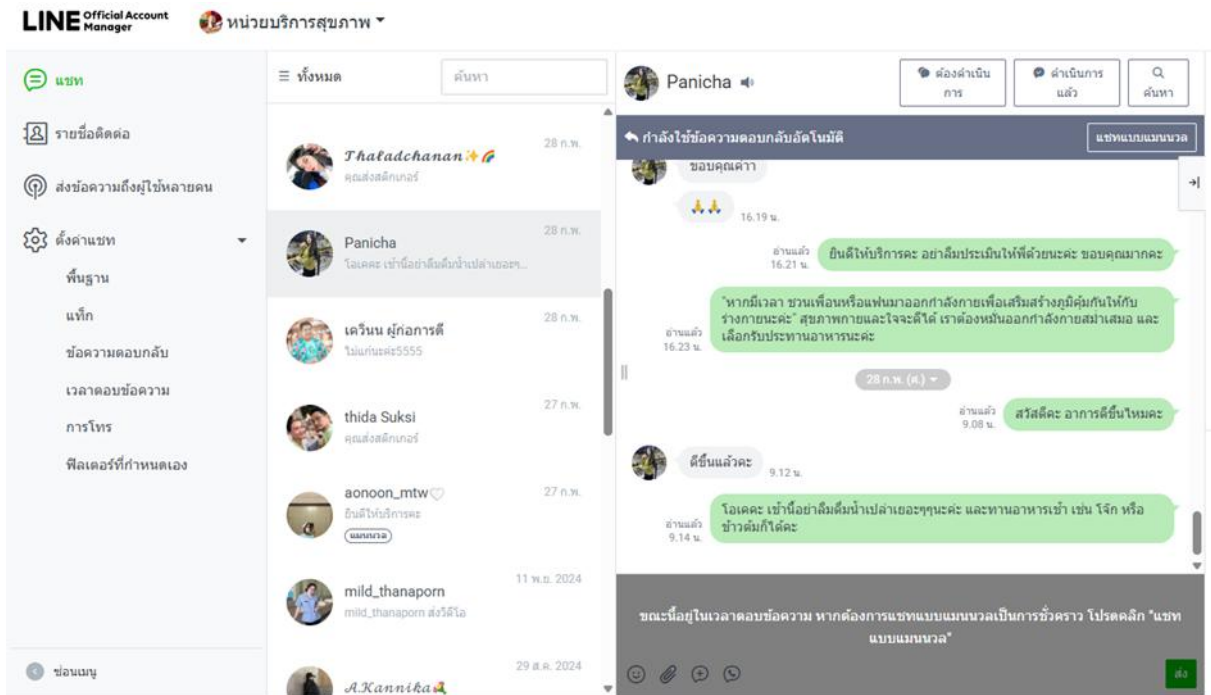 LINE Official Account Manager
หน่วยบริการสุขภาพ
แชท
รายชื่อติดต่อ
ส่งข้อความถึงผู้ใช้หลายคน
ตั้งค่าแชท
พื้นฐาน
แท็ก
ข้อความตอบกลับ
เวลาตอบข้อความ
การโทร
ฟิลเตอร์ที่กำหนดเอง
ซ่อนเมนู
ทั้งหมด
ค้นหา
28 ก.พ.
Thaładchanan✨🌈
คุณส่งสติกเกอร์
28 ก.พ.
Panicha
โอเคคะ เช้านี้อย่าลืมดื่มน้ำเปล่าเยอะๆ...
28 ก.พ.
เควินน ผู้ก่อการดี
ไม่แก่นะค่ะ5555
27 ก.พ.
thida Suksi
คุณส่งสติกเกอร์
27 ก.พ.
aonoon_mtw♡
ยินดีให้บริการคะ
แมนนวล
11 พ.ย. 2024
mild_thanaporn
mild_thanaporn ส่งวิดีโอ
29 ส.ค. 2024
A.Kannika
Panicha
ต้องดำเนิน
การ
ดำเนินการ
แล้ว
ค้นหา
กำลังใช้ข้อความตอบกลับอัตโนมัติ
แชทแบบแมนนวล
ขอบคุณค่าา
🙏🙏
16.19 น.
ยินดีให้บริการคะ อย่าลืมประเมินให้พี่ด้วยนะค่ะ ขอบคุณมากคะ
อ่านแล้ว
16.21 น.
"หากมีเวลา ชวนเพื่อนหรือแฟนมาออกกำลังกายเพื่อเสริมสร้างภูมิคุ้มกันให้กับ
ร่างกายนะค่ะ" สุขภาพกายและใจจะดีได้ เราต้องหมั่นออกกำลังกายสม่ำเสมอ และ
เลือกรับประทานอาหารนะค่ะ
อ่านแล้ว
16.23 น.
28 ก.พ. (ศ.)
สวัสดีคะ อาการดีขึ้นไหมคะ
อ่านแล้ว
9.08 น.
ดีขึ้นแล้วคะ
9.12 น.
โอเคคะ เช้านี้อย่าลืมดื่มน้ำเปล่าเยอะๆๆนะค่ะ และทานอาหารเช้า เช่น โจ๊ก หรือ
ข้าวต้มก็ได้คะ
อ่านแล้ว
9.14 น.
ขณะนี้อยู่ในเวลาตอบข้อความ หากต้องการแชทแบบแมนนวลเป็นการชั่วคราว โปรดคลิก "แชท
แบบแมนนวล"
ส่ง